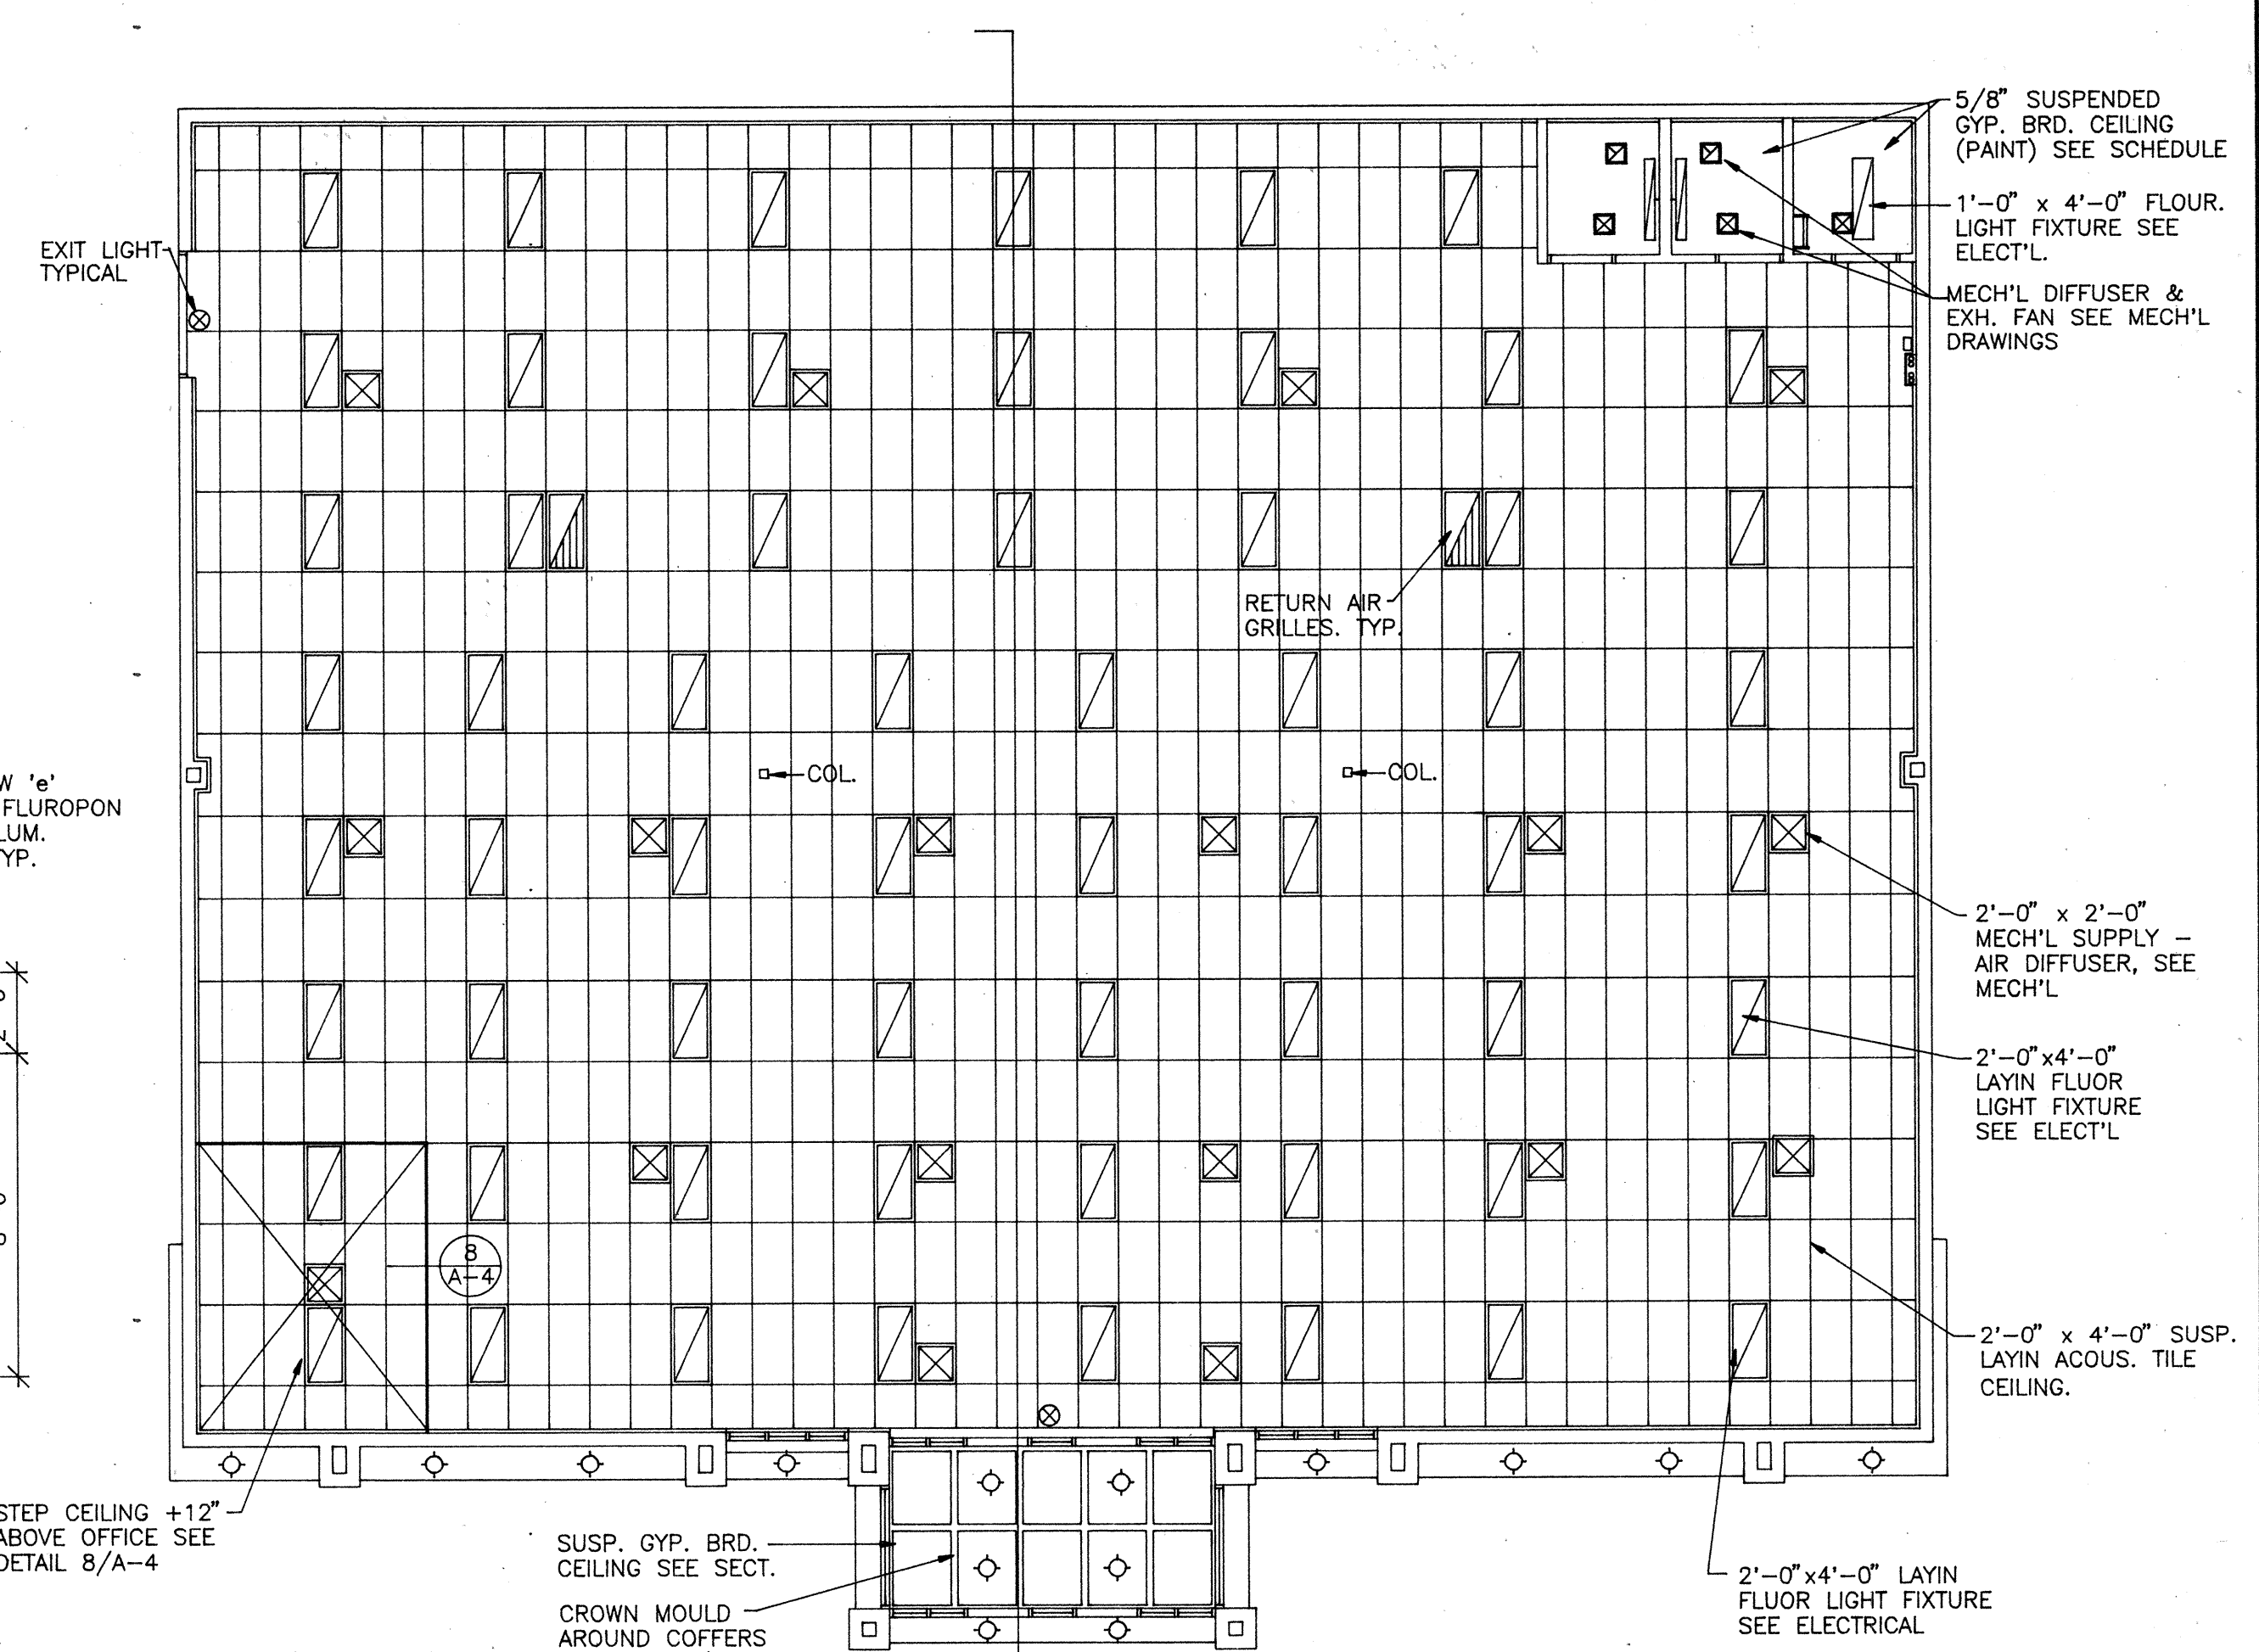 5/8" SUSPENDED
GYP. BRD. CEILING
(PAINT) SEE SCHEDULE
1'-0" x 4'-0" FLOUR.
LIGHT FIXTURE SEE
ELECT'L.
MECH'L DIFFUSER &
EXH. FAN SEE MECH'L
DRAWINGS
EXIT LIGHT
TYPICAL
RETURN AIR
GRILLES. TYP.
COL.
COL.
W 'e'
FLUROPON
LUM.
YP.
2'-0" x 2'-0"
MECH'L SUPPLY -
AIR DIFFUSER, SEE
MECH'L
2'-0"x4'-0"
LAYIN FLUOR
LIGHT FIXTURE
SEE ELECT'L
8
A-4
2'-0" x 4'-0" SUSP.
LAYIN ACOUS. TILE
CEILING.
STEP CEILING +12"
ABOVE OFFICE SEE
DETAIL 8/A-4
SUSP. GYP. BRD.
CEILING SEE SECT.
CROWN MOULD
AROUND COFFERS
2'-0"x4'-0" LAYIN
FLUOR LIGHT FIXTURE
SEE ELECTRICAL